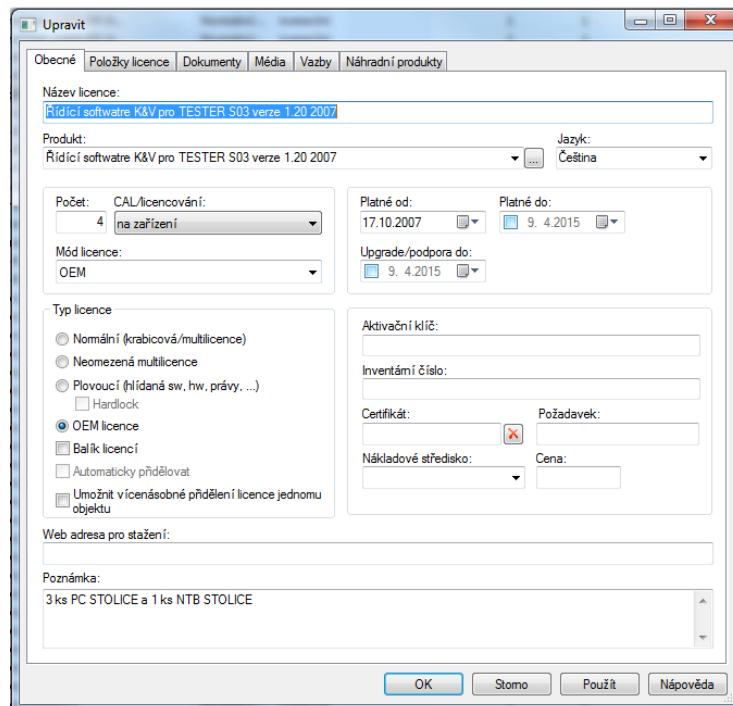 Upravit
Obecné Položky licence Dokumenty Média Vazby Náhradní produkty
Název licence:
Řídící softwatre K&V pro TESTER S03 verze 1.20 2007
Produkt: Jazyk:
Řídící softwatre K&V pro TESTER S03 verze 1.20 2007 ... Čeština
Počet: CAL/licencování: Platné od: Platné do:
4 na zařízení 17.10.2007 9. 4.2015
Mód licence: Upgrade/podpora do:
OEM 9. 4.2015
Typ licence
Normální (krabicová/multilicence)
Neomezená multilicence
Plovoucí (hlídaná sw, hw, právy, ...)
Hardlock
OEM licence
Balík licencí
Automaticky přidělovat
Umožnit vícenásobné přidělení licence jednomu
objektu
Aktivační klíč:
Inventární číslo:
Certifikát: Požadavek:
Nákladové středisko: Cena:
Web adresa pro stažení:
Poznámka:
3 ks PC STOLICE a 1 ks NTB STOLICE
OK Storno Použít Nápověda